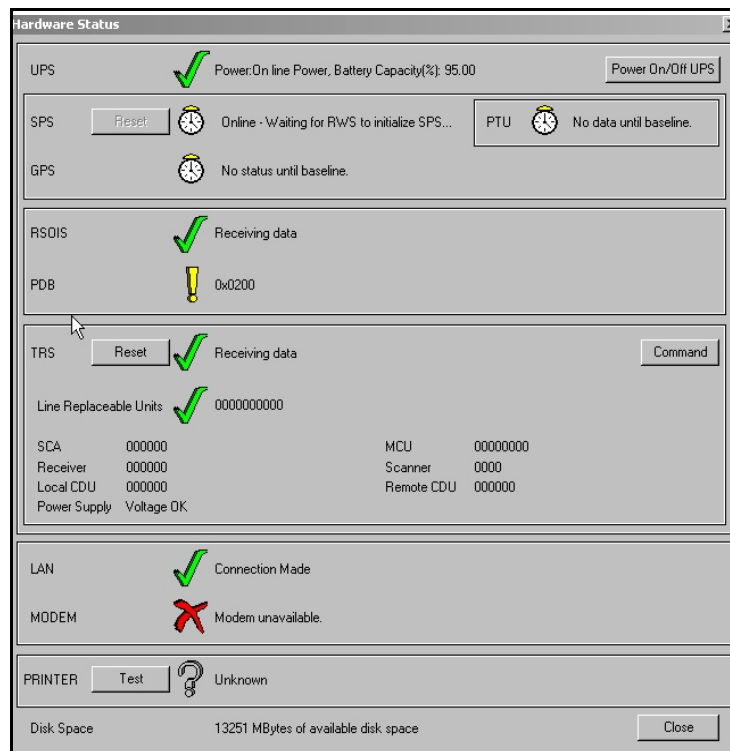 Hardware Status
UPS Power:On line Power, Battery Capacity(%): 95.00 Power On/Off UPS
SPS Reset Online - Waiting for RWS to initialize SPS... PTU No data until baseline.
GPS No status until baseline.
RSOIS Receiving data
PDB 0x0200
TRS Reset Receiving data Command
Line Replaceable Units 0000000000
SCA 000000 MCU 00000000
Receiver 000000 Scanner 0000
Local CDU 000000 Remote CDU 000000
Power Supply Voltage OK
LAN Connection Made
MODEM Modem unavailable.
PRINTER Test Unknown
Disk Space 13251 MBytes of available disk space Close